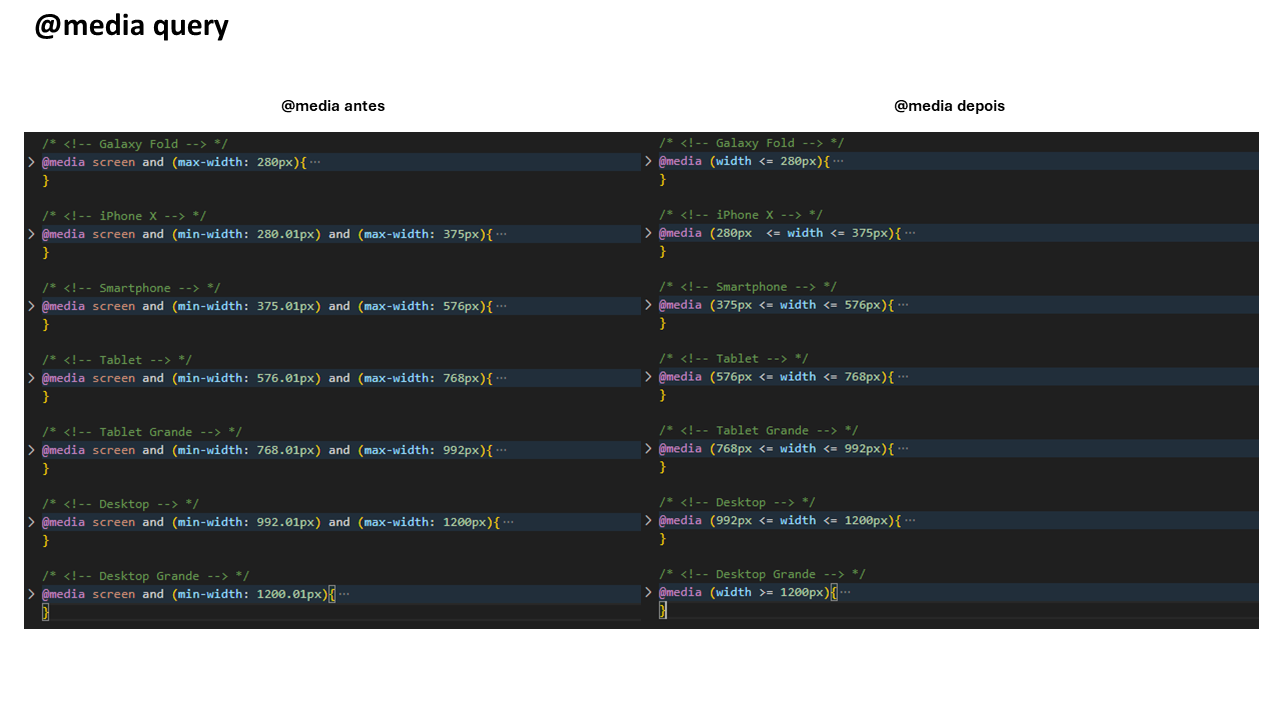 @media query
@media antes
/* <!-- Galaxy Fold --> */
@media screen and (max-width: 280px){ ···
}
/* <!-- iPhone X --> */
@media screen and (min-width: 280.01px) and (max-width: 375px){ ···
}
/* <!-- Smartphone --> */
@media screen and (min-width: 375.01px) and (max-width: 576px){ ···
}
/* <!-- Tablet --> */
@media screen and (min-width: 576.01px) and (max-width: 768px){ ···
}
/* <!-- Tablet Grande --> */
@media screen and (min-width: 768.01px) and (max-width: 992px){ ···
}
/* <!-- Desktop --> */
@media screen and (min-width: 992.01px) and (max-width: 1200px){ ···
}
/* <!-- Desktop Grande --> */
@media screen and (min-width: 1200.01px){ ···
}
@media depois
/* <!-- Galaxy Fold --> */
@media (width <= 280px){ ···
}
/* <!-- iPhone X --> */
@media (280px  <= width <= 375px){ ···
}
/* <!-- Smartphone --> */
@media (375px <= width <= 576px){ ···
}
/* <!-- Tablet --> */
@media (576px <= width <= 768px){ ···
}
/* <!-- Tablet Grande --> */
@media (768px <= width <= 992px){ ···
}
/* <!-- Desktop --> */
@media (992px <= width <= 1200px){ ···
}
/* <!-- Desktop Grande --> */
@media (width >= 1200px){ ···
}